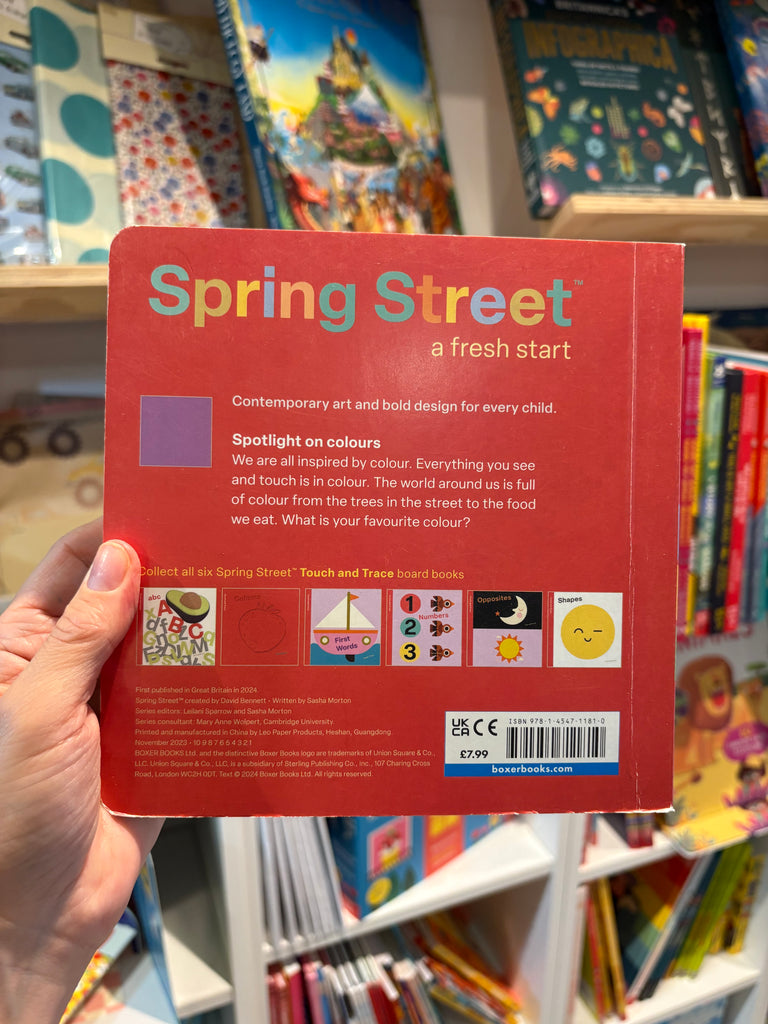 BRITANNICA'S
INFOGRAPHICA
Spring Street™
a fresh start
Contemporary art and bold design for every child.
Spotlight on colours
We are all inspired by colour. Everything you see
and touch is in colour. The world around us is full
of colour from the trees in the street to the food
we eat. What is your favourite colour?
Collect all six Spring Street™ Touch and Trace board books
abc
A
BC
Colours
First
Words
1
Numbers
2
3
Opposites
Shapes
First published in Great Britain in 2024.
Spring Street™ created by David Bennett - Written by Sasha Morton
Series editors: Leilani Sparrow and Sasha Morton
Series consultant: Mary Anne Wolpert, Cambridge University.
Printed and manufactured in China by Leo Paper Products, Heshan, Guangdong
November 2023 - 10 9 8 7 6 5 4 3 2 1
BOXER BOOKS Ltd. and the distinctive Boxer Books logo are trademarks of Union Square & Co.,
LLC. Union Square & Co., LLC, is a subsidiary of Sterling Publishing Co., Inc., 107 Charing Cross
Road, London WC2H 0DT. Text © 2024 Boxer Books Ltd. All rights reserved.
UK
CA CE
ISBN 978-1-4547-1181-0
£7.99
boxerbooks.com